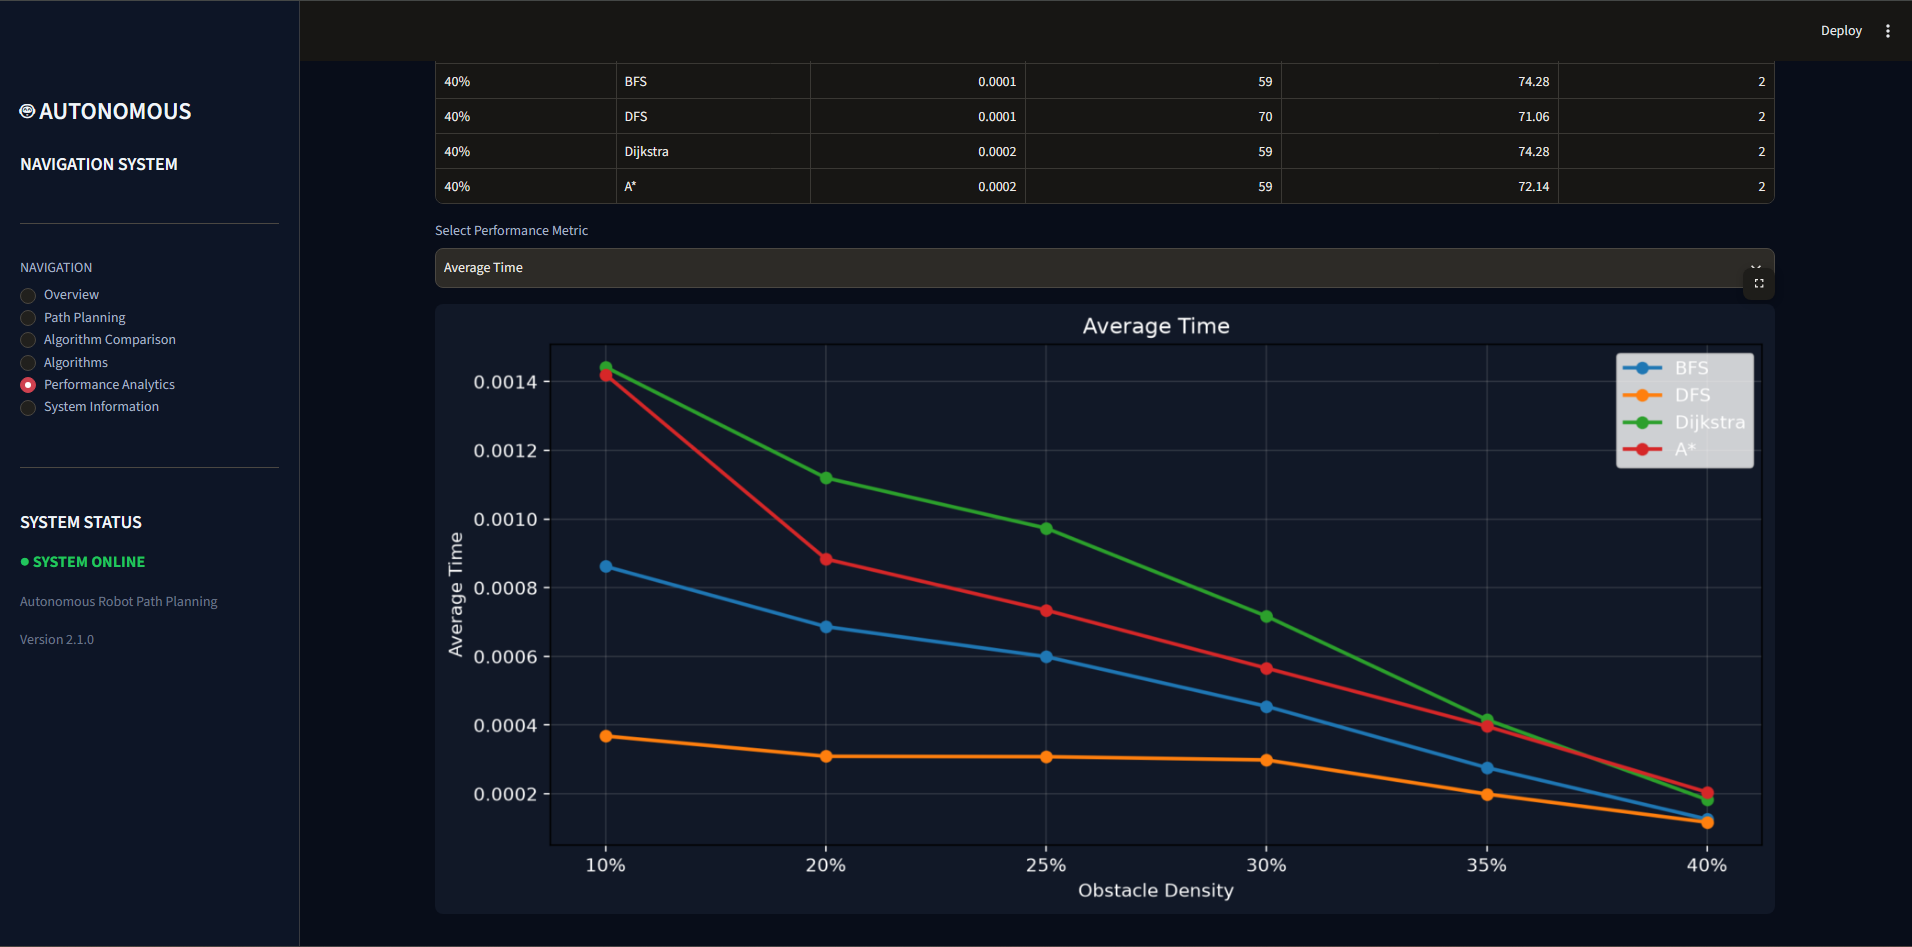 Deploy
AUTONOMOUS
NAVIGATION SYSTEM
NAVIGATION
Overview
Path Planning
Algorithm Comparison
Algorithms
Performance Analytics
System Information
SYSTEM STATUS
SYSTEM ONLINE
Autonomous Robot Path Planning
Version 2.1.0
40% BFS 0.0001 59 74.28 2
40% DFS 0.0001 70 71.06 2
40% Dijkstra 0.0002 59 74.28 2
40% A* 0.0002 59 72.14 2
Select Performance Metric
Average Time
Average Time
BFS
DFS
Dijkstra
A*
Average Time
0.0014
0.0012
0.0010
0.0008
0.0006
0.0004
0.0002
10% 20% 25% 30% 35% 40%
Obstacle Density